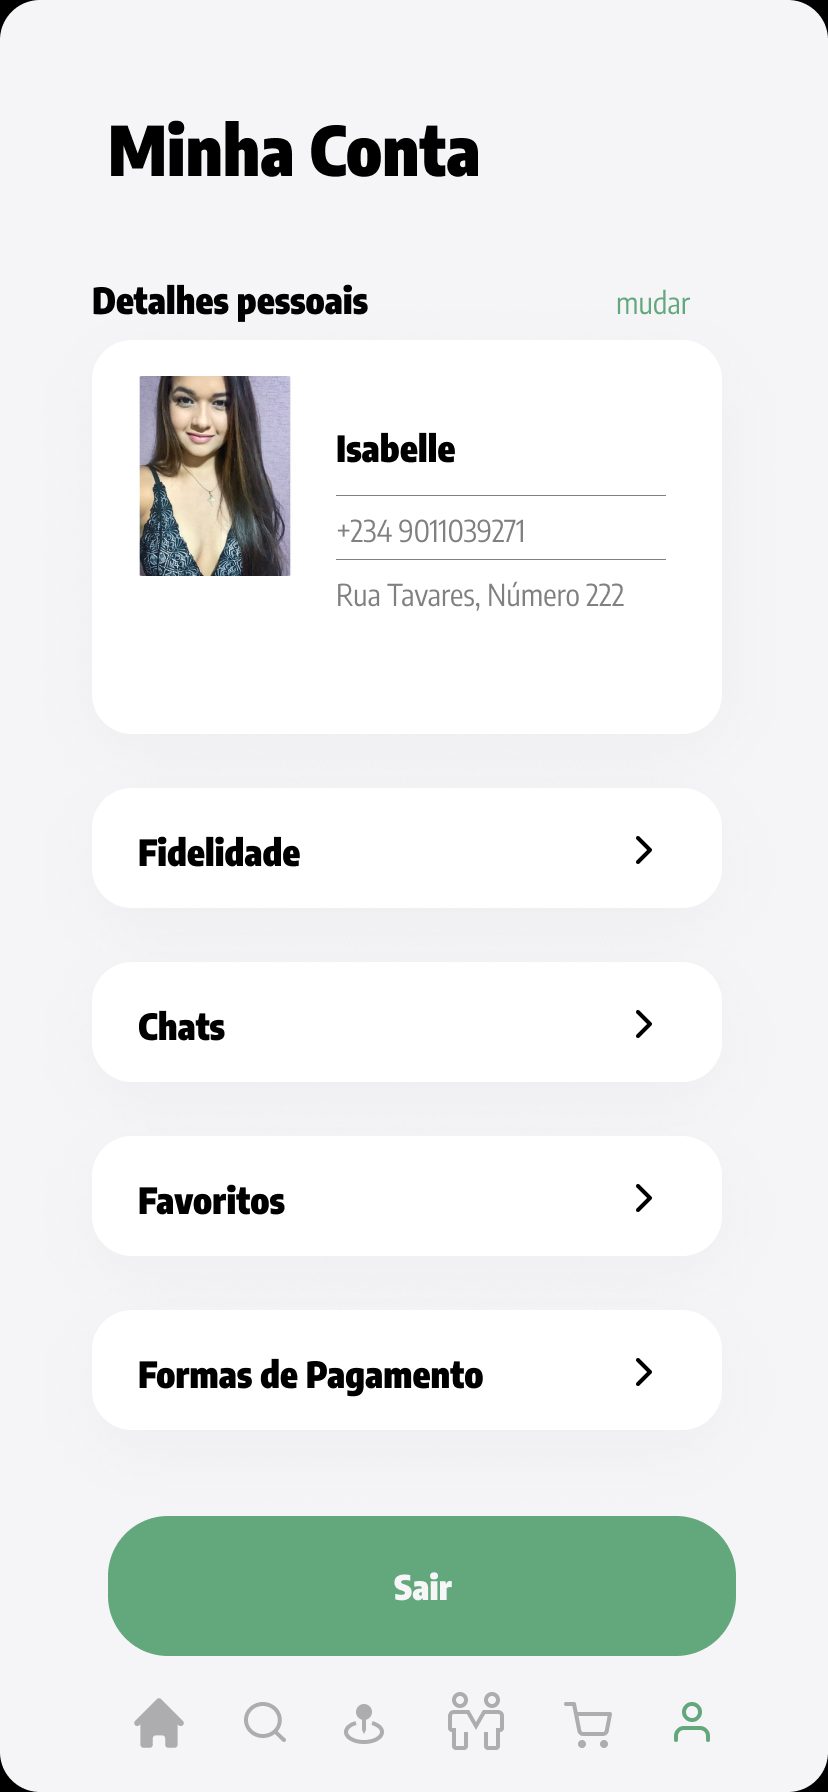 Minha Conta
Detalhes pessoais
mudar
Isabelle
+234 9011039271
Rua Tavares, Número 222
Fidelidade
Chats
Favoritos
Formas de Pagamento
Sair